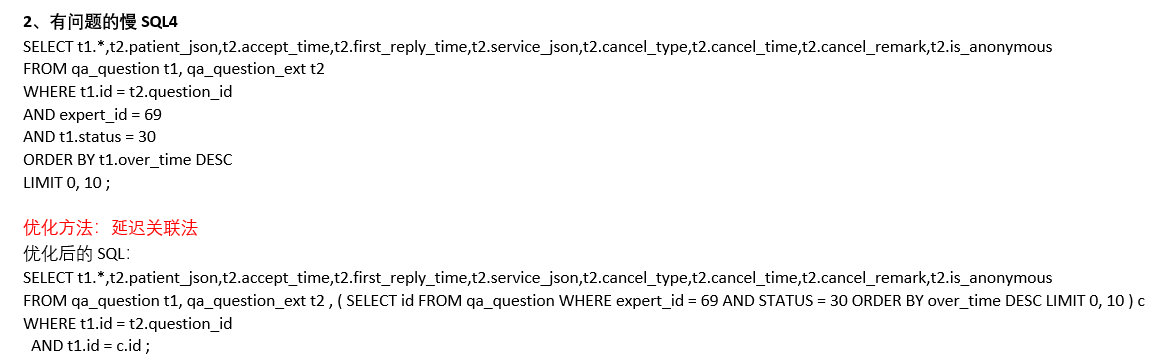 2、有问题的慢 SQL4
SELECT t1.*,t2.patient_json,t2.accept_time,t2.first_reply_time,t2.service_json,t2.cancel_type,t2.cancel_time,t2.cancel_remark,t2.is_anonymous
FROM qa_question t1, qa_question_ext t2
WHERE t1.id = t2.question_id
AND expert_id = 69
AND t1.status = 30
ORDER BY t1.over_time DESC
LIMIT 0, 10 ;
优化方法：延迟关联法
优化后的 SQL：
SELECT t1.*,t2.patient_json,t2.accept_time,t2.first_reply_time,t2.service_json,t2.cancel_type,t2.cancel_time,t2.cancel_remark,t2.is_anonymous
FROM qa_question t1, qa_question_ext t2 , ( SELECT id FROM qa_question WHERE expert_id = 69 AND STATUS = 30 ORDER BY over_time DESC LIMIT 0, 10 ) c
WHERE t1.id = t2.question_id
AND t1.id = c.id ;